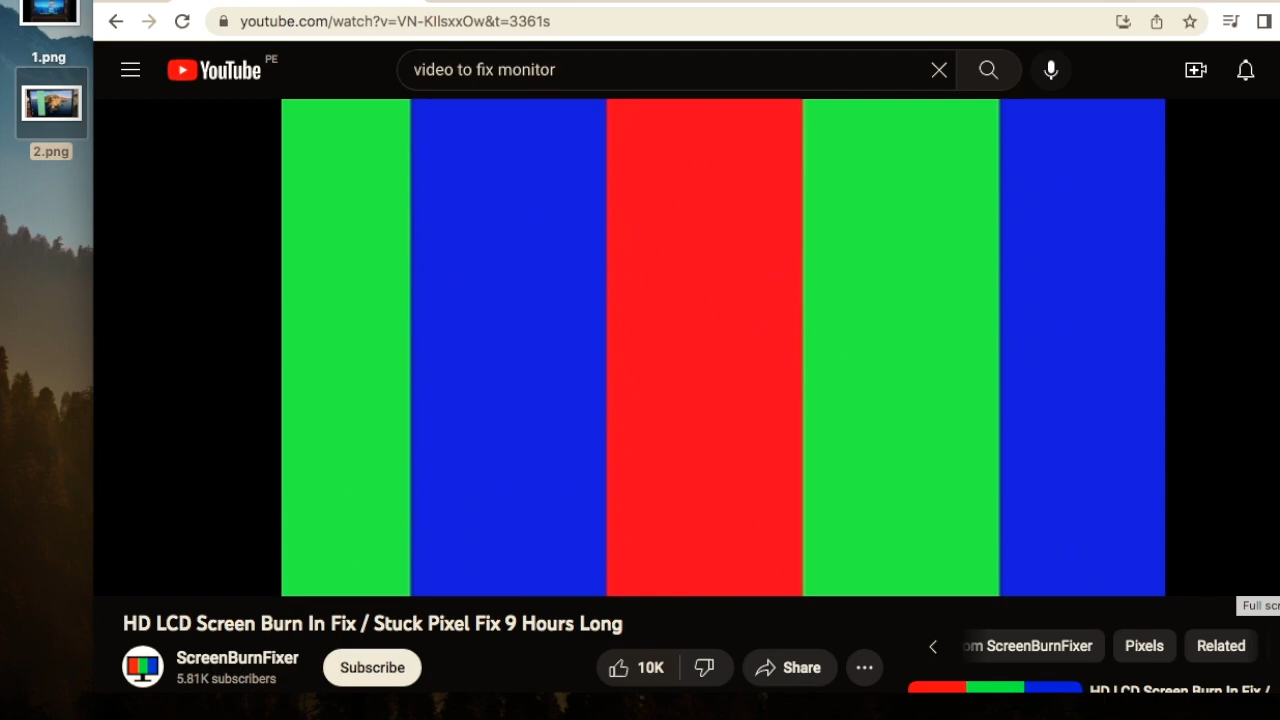 youtube.com/watch?v=VN-KIlsxxOw&t=3361s
1.png
2.png
YouTube PE
video to fix monitor
Full scr
HD LCD Screen Burn In Fix / Stuck Pixel Fix 9 Hours Long
ScreenBurnFixer
5.81K subscribers
Subscribe
10K
Share
om ScreenBurnFixer
Pixels
Related
HD LCD Screen Burn In Fix /